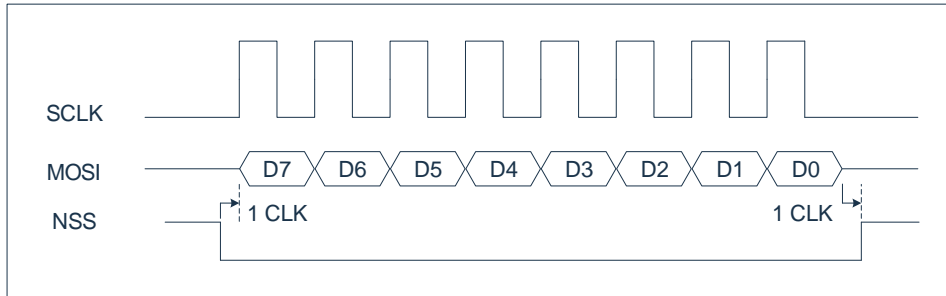 SCLK
MOSI D7 D6 D5 D4 D3 D2 D1 D0
1 CLK 1 CLK
NSS